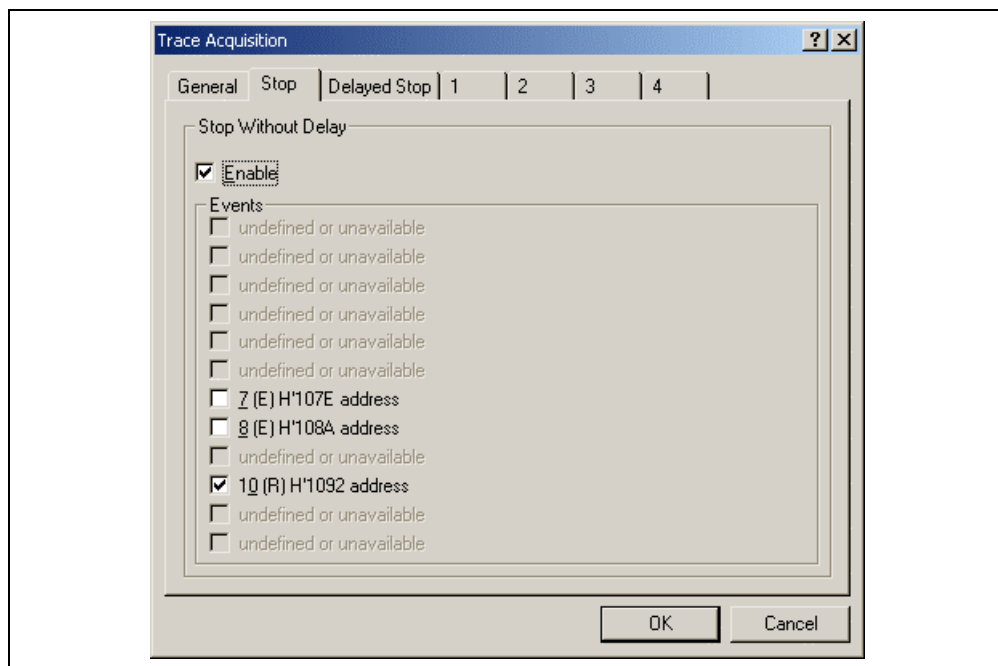 Trace Acquisition
General Stop Delayed Stop 1 2 3 4
Stop Without Delay
Enable
Events
undefined or unavailable
undefined or unavailable
undefined or unavailable
undefined or unavailable
undefined or unavailable
undefined or unavailable
7 (E) H'107E address
8 (E) H'108A address
undefined or unavailable
10 (R) H'1092 address
undefined or unavailable
undefined or unavailable
OK Cancel